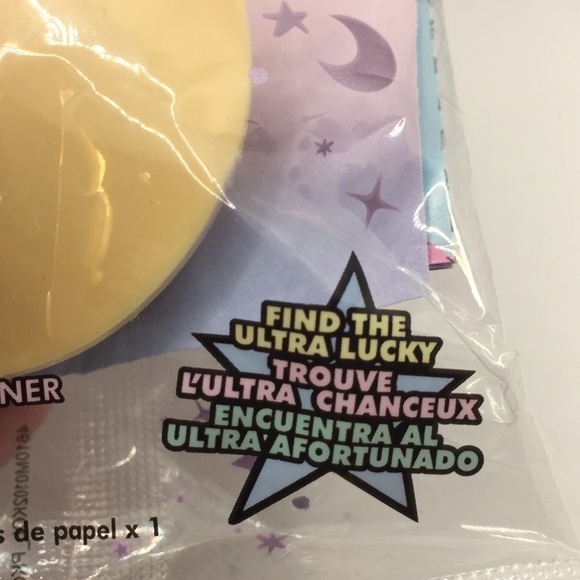 FIND THE
ULTRA LUCKY
TROUVE
L'ULTRA CHANCEUX
ENCUENTRA AL
ULTRA AFORTUNADO
NER
s de papel x 1